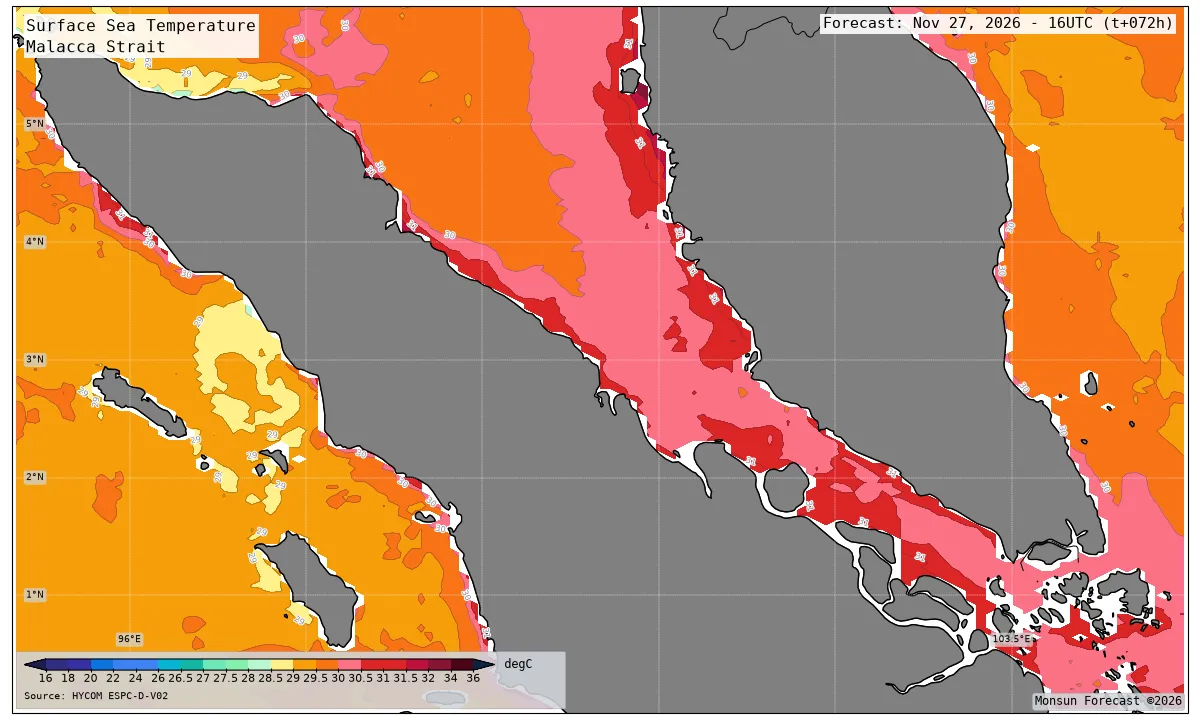 Surface Sea Temperature
Malacca Strait
Forecast: Nov 27, 2026 - 16UTC (t+072h)
5°N
4°N
3°N
2°N
1°N
96°E
103.5°E
degC
16 18 20 22 24 26 26.5 27 27.5 28 28.5 29 29.5 30 30.5 31 31.5 32 34 36
Source: HYCOM ESPC-D-V02
Monsun Forecast ©2026